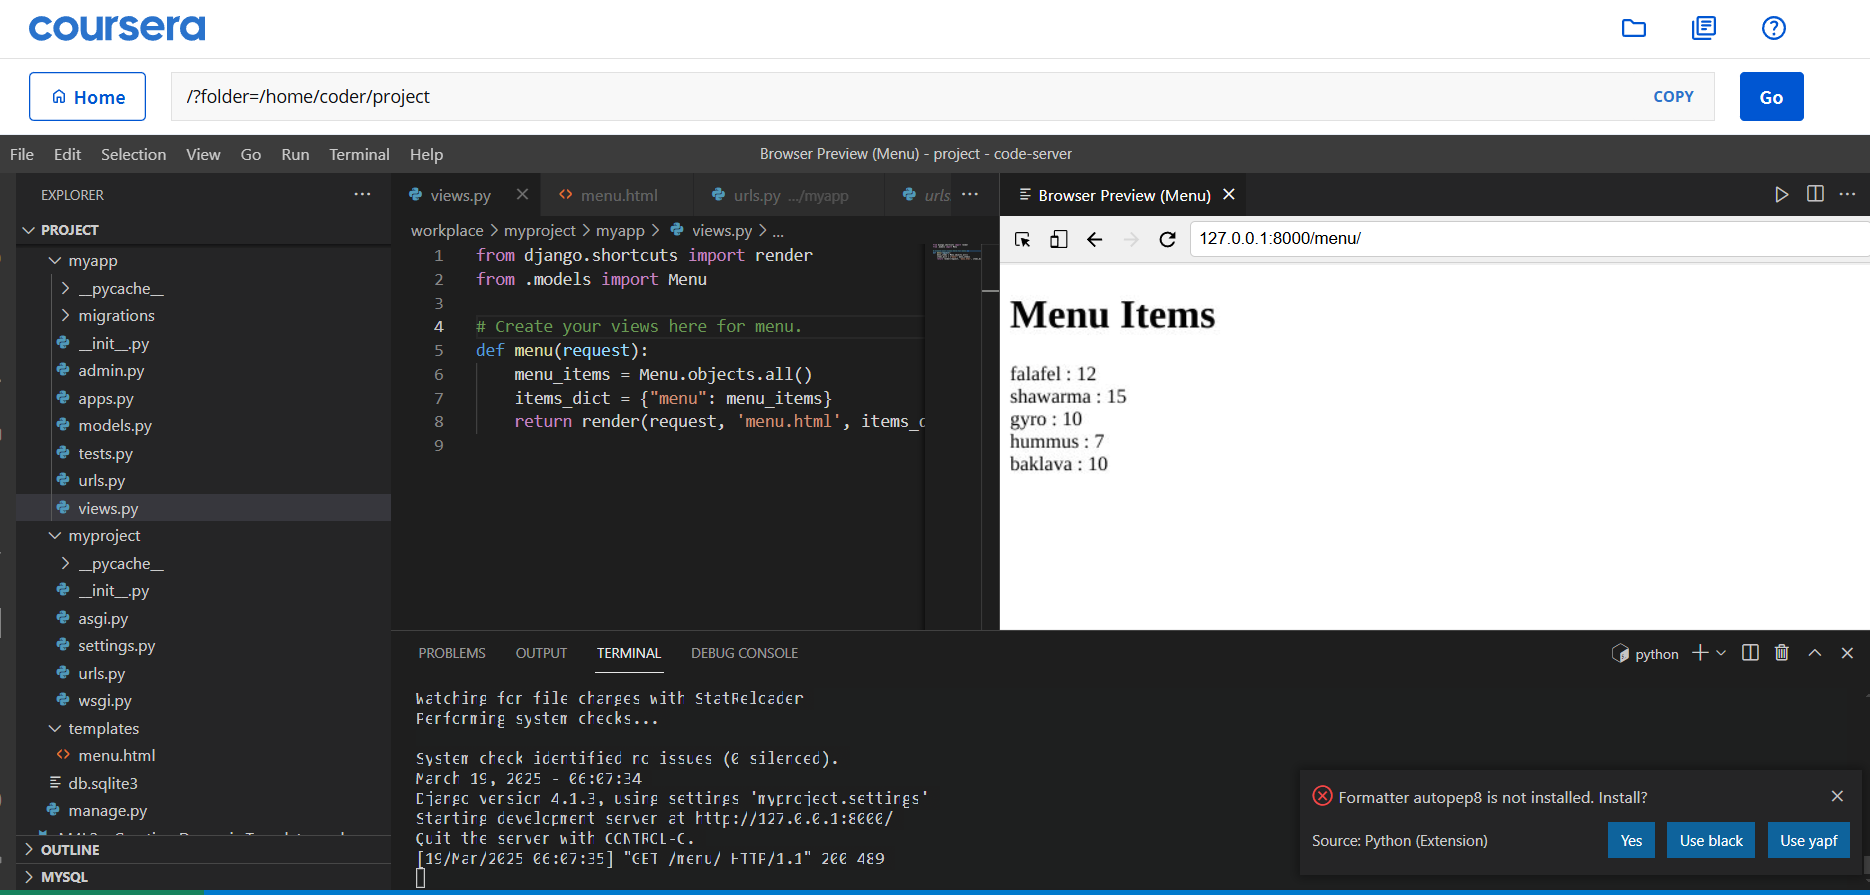 coursera
Home
/?folder=/home/coder/project
COPY
Go
File Edit Selection View Go Run Terminal Help
Browser Preview (Menu) - project - code-server
EXPLORER
PROJECT
myapp
__pycache__
migrations
__init__.py
admin.py
apps.py
models.py
tests.py
urls.py
views.py
myproject
__pycache__
__init__.py
asgi.py
settings.py
urls.py
wsgi.py
templates
menu.html
db.sqlite3
manage.py
OUTLINE
MYSQL
views.py
menu.html
urls.py .../myapp
urls
workplace > myproject > myapp > views.py > ...
1 from django.shortcuts import render
2 from .models import Menu
3
4 # Create your views here for menu.
5 def menu(request):
6 menu_items = Menu.objects.all()
7 items_dict = {"menu": menu_items}
8 return render(request, 'menu.html', items_d
9
Browser Preview (Menu)
127.0.0.1:8000/menu/
Menu Items
falafel : 12
shawarma : 15
gyro : 10
hummus : 7
baklava : 10
PROBLEMS OUTPUT TERMINAL DEBUG CONSOLE
python
Watching for file changes with StatReloader
Performing system checks...
System check identified no issues (0 silenced).
March 19, 2025 - 06:07:34
Django version 4.1.3, using settings 'myproject.settings'
Starting development server at http://127.0.0.1:8000/
Quit the server with CONTROL-C.
[19/Mar/2025 06:07:35] "GET /menu/ HTTP/1.1" 200 489
Formatter autopep8 is not installed. Install?
Source: Python (Extension)
Yes
Use black
Use yapf